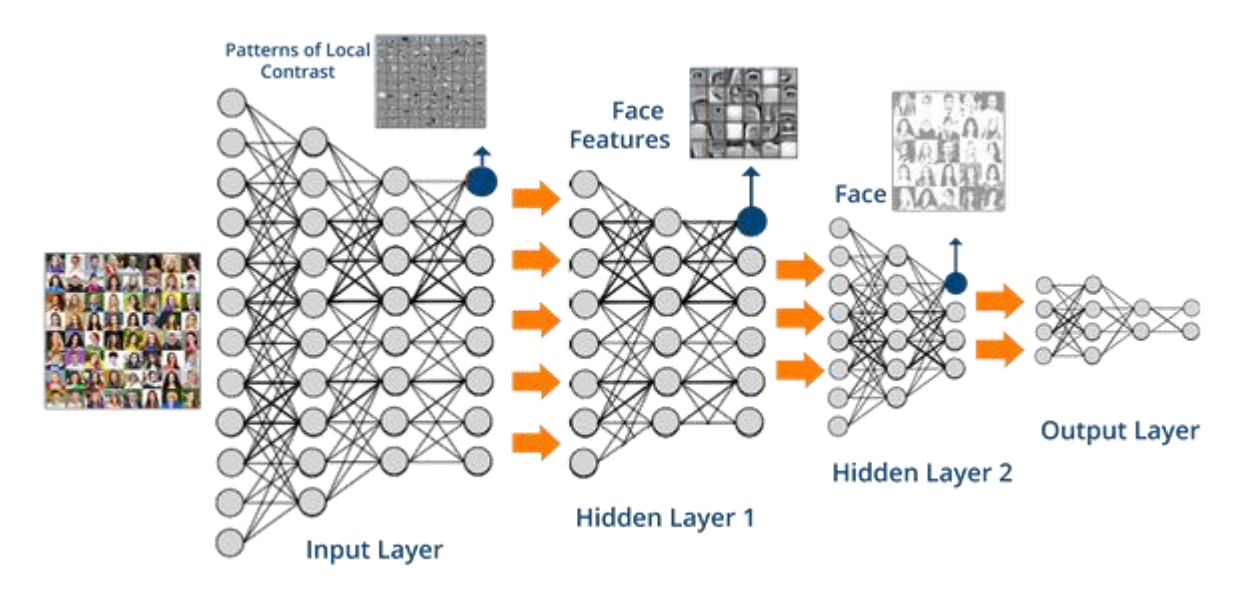 Patterns of Local
Contrast
Face
Features
Face
Input Layer
Hidden Layer 1
Hidden Layer 2
Output Layer